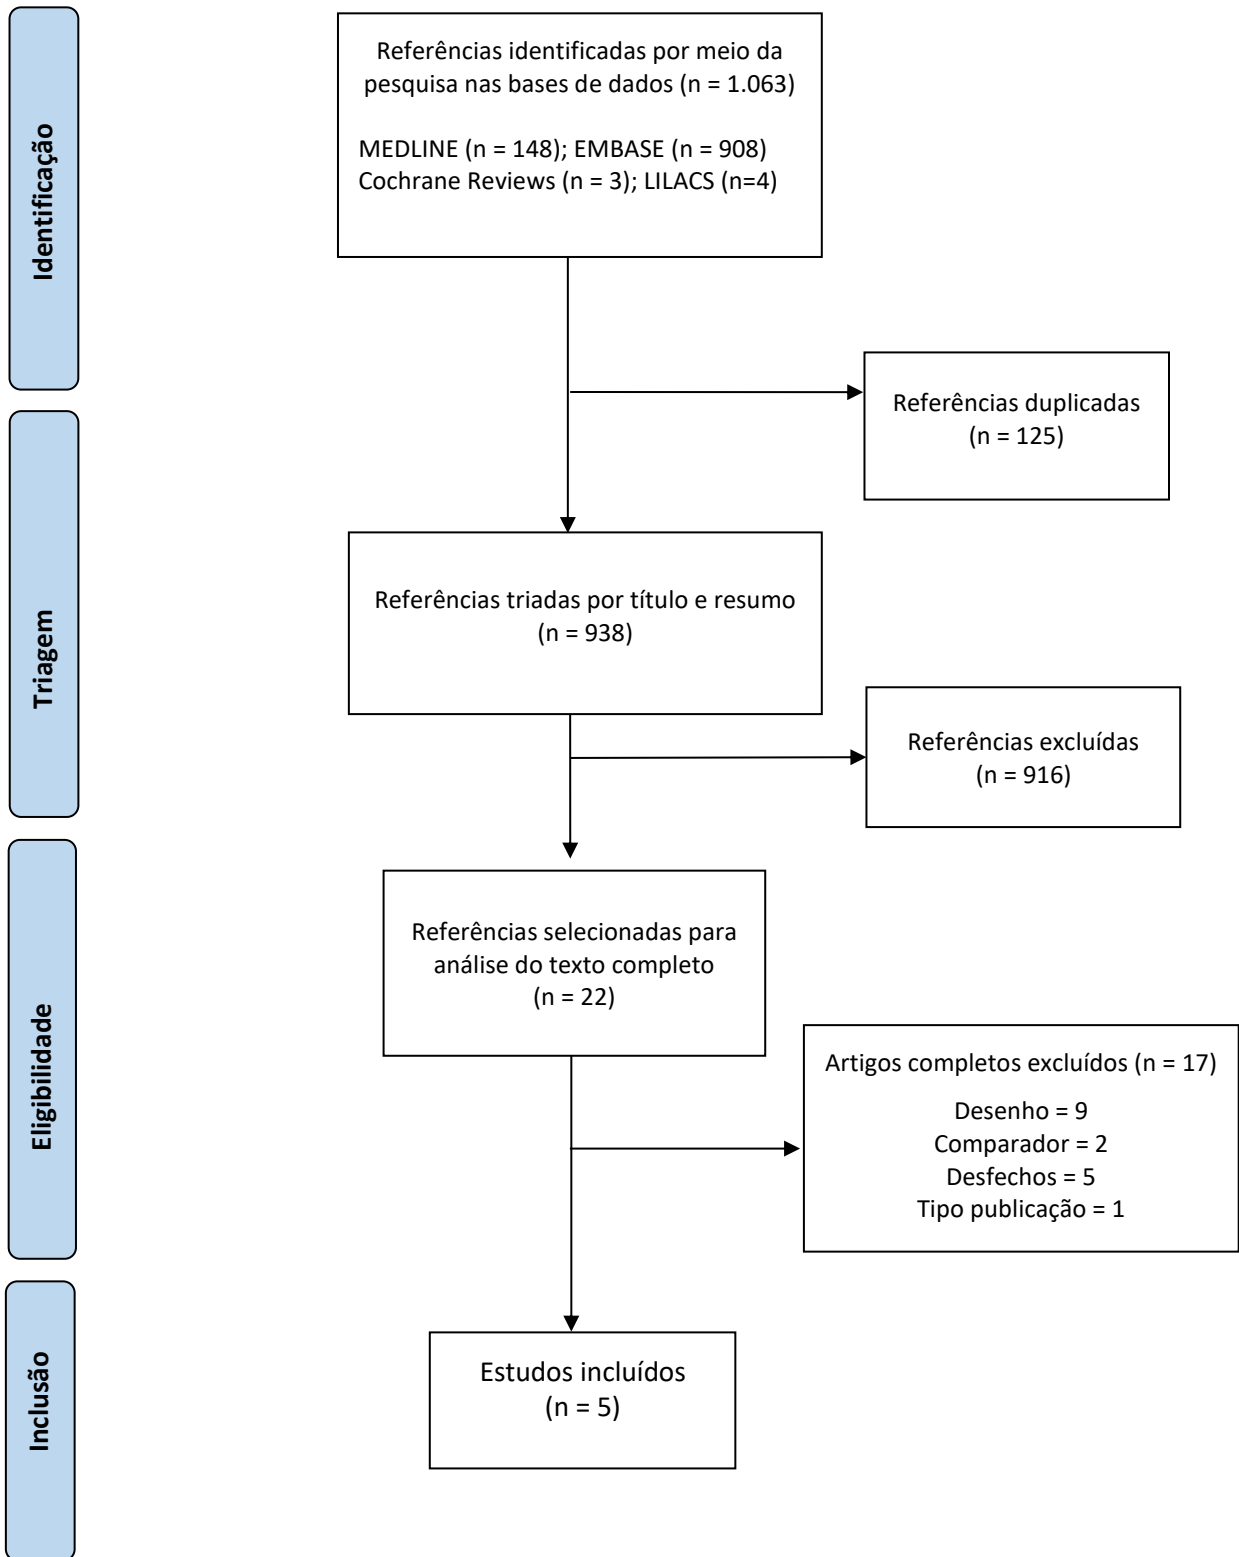 Identificação
Referências identificadas por meio da
pesquisa nas bases de dados (n = 1.063)
MEDLINE (n = 148); EMBASE (n = 908)
Cochrane Reviews (n = 3); LILACS (n=4)
Referências duplicadas
(n = 125)
Triagem
Referências triadas por título e resumo
(n = 938)
Referências excluídas
(n = 916)
Eligibilidade
Referências selecionadas para
análise do texto completo
(n = 22)
Artigos completos excluídos (n = 17)
Desenho = 9
Comparador = 2
Desfechos = 5
Tipo publicação = 1
Inclusão
Estudos incluídos
(n = 5)